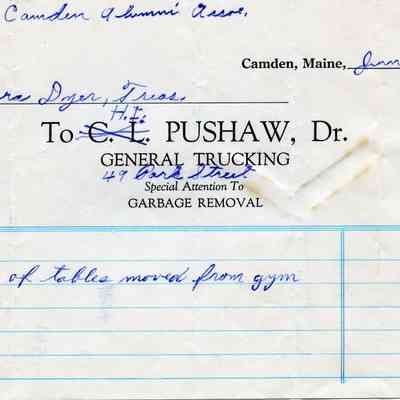 Camden Alumni Assoc.
Camden, Maine,
Dyer, Treas.
H. I.
To C. L. PUSHAW, Dr.
GENERAL TRUCKING
49 Park Street
Special Attention To
GARBAGE REMOVAL
of tables moved from gym